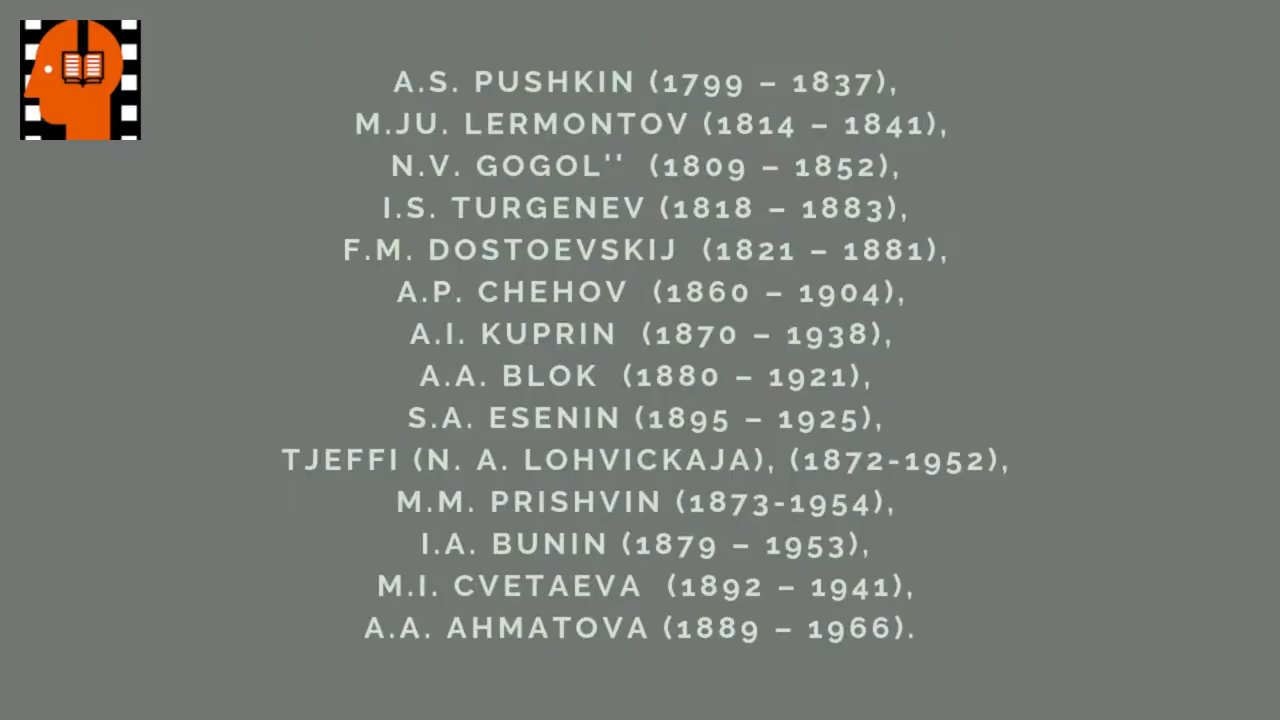 A.S. PUSHKIN (1799 – 1837),
M.JU. LERMONTOV (1814 – 1841),
N.V. GOGOL'' (1809 – 1852),
I.S. TURGENEV (1818 – 1883),
F.M. DOSTOEVSKIJ (1821 – 1881),
A.P. CHEHOV (1860 – 1904),
A.I. KUPRIN (1870 – 1938),
A.A. BLOK (1880 – 1921),
S.A. ESENIN (1895 – 1925),
TJEFFI (N. A. LOHVICKAJA), (1872-1952),
M.M. PRISHVIN (1873-1954),
I.A. BUNIN (1879 – 1953),
M.I. CVETAEVA (1892 – 1941),
A.A. AHMATOVA (1889 – 1966).